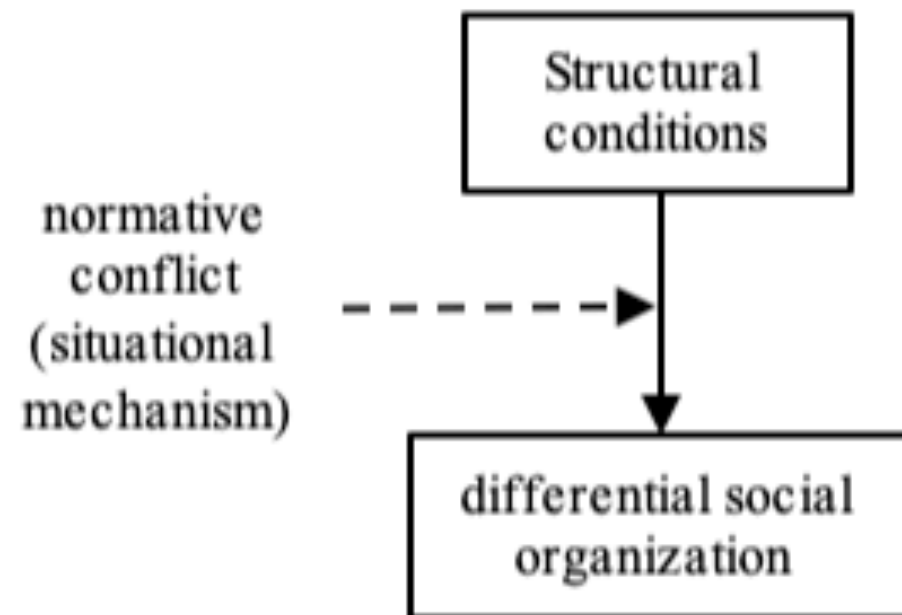 Structural
conditions
normative
conflict
(situational
mechanism)
differential social
organization